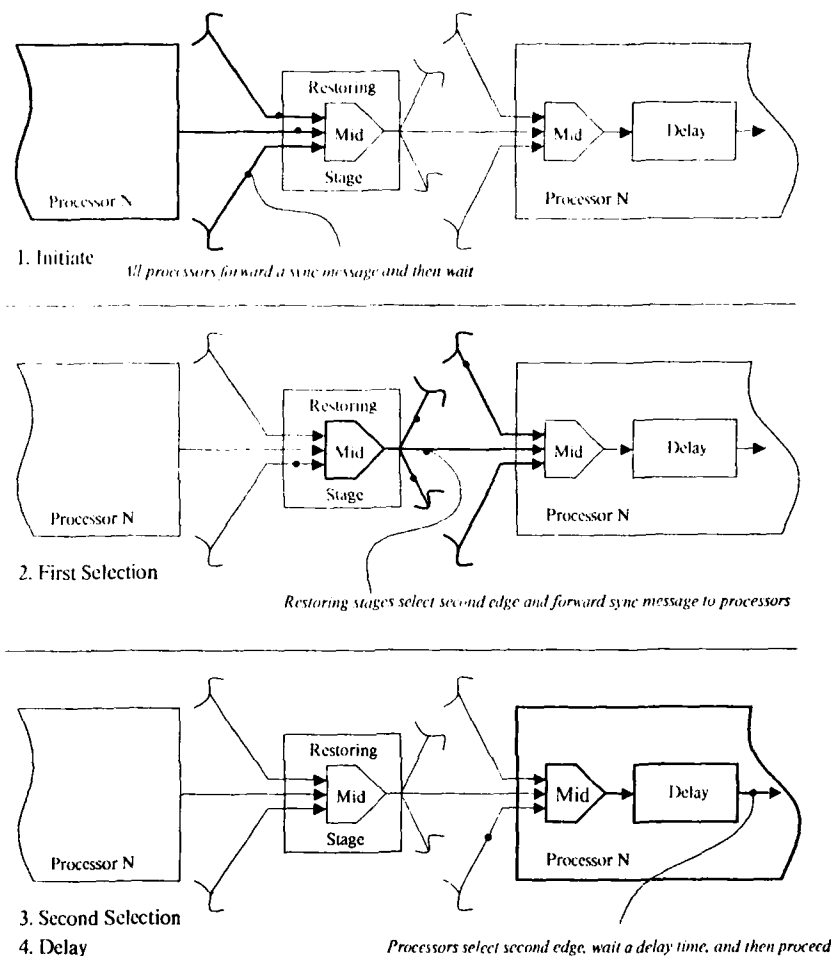 Restoring
Mid
Stage
Processor N
Mid
Delay
Processor N
1. Initiate
All processors forward a sync message and then wait
Restoring
Mid
Stage
Processor N
Mid
Delay
Processor N
2. First Selection
Restoring stages select second edge and forward sync message to processors
Restoring
Mid
Stage
Processor N
Mid
Delay
Processor N
3. Second Selection
4. Delay
Processors select second edge, wait a delay time, and then proceed